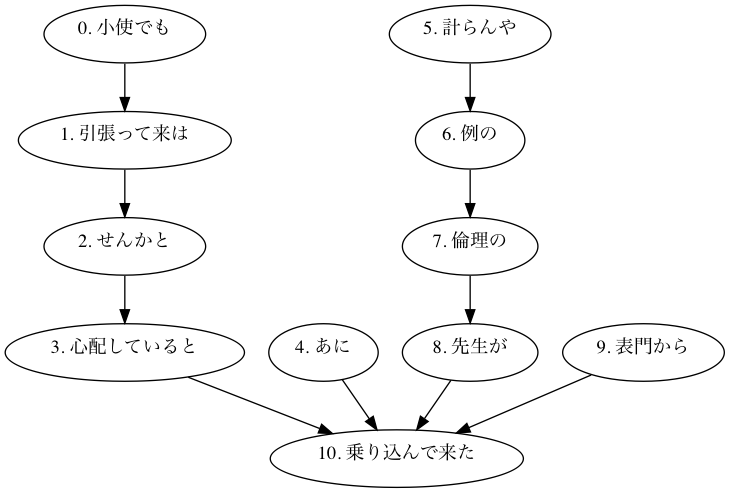 0. 小使でも
5. 計らんや
1. 引張って来は
6. 例の
2. せんかと
7. 倫理の
3. 心配していると
4. あに
8. 先生が
9. 表門から
10. 乗り込んで来た